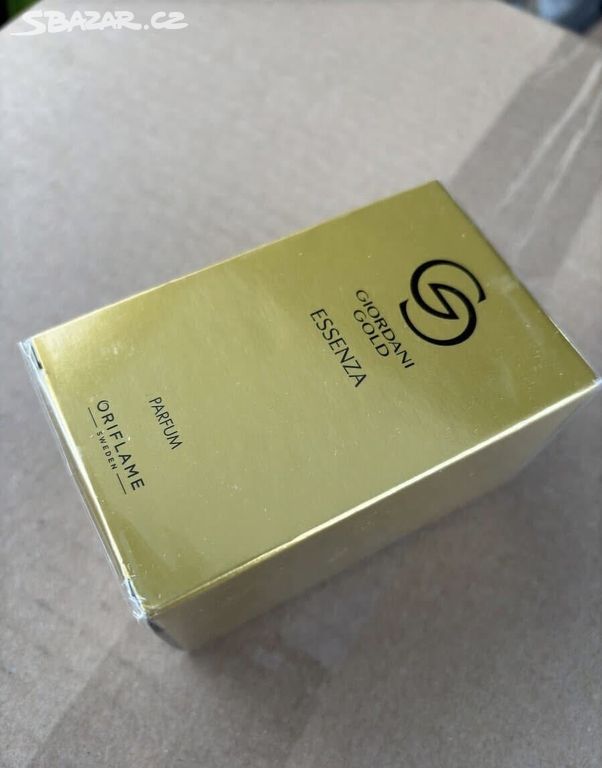 SBAZAR.CZ
GIORDANI
GOLD
ESSENZA
PARFUM
ORIFLAME
SWEDEN